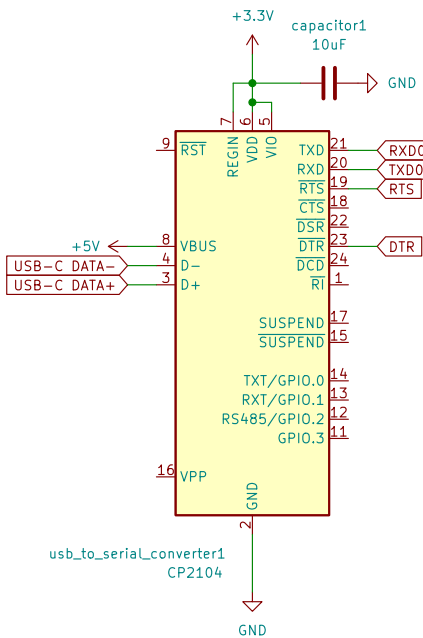 +3.3V
capacitor1
10uF
GND
7
6
5
REGIN
VDD
VIO
9
RST
TXD
21
RXD0
RXD
20
TXD0
RTS
19
RTS
CTS
18
DSR
22
+5V
8
VBUS
DTR
23
DTR
USB-C DATA-
4
D-
DCD
24
USB-C DATA+
3
D+
RI
1
SUSPEND
17
SUSPEND
15
TXT/GPIO.0
14
RXT/GPIO.1
13
RS485/GPIO.2
12
GPIO.3
11
16
VPP
GND
2
usb_to_serial_converter1
CP2104
GND